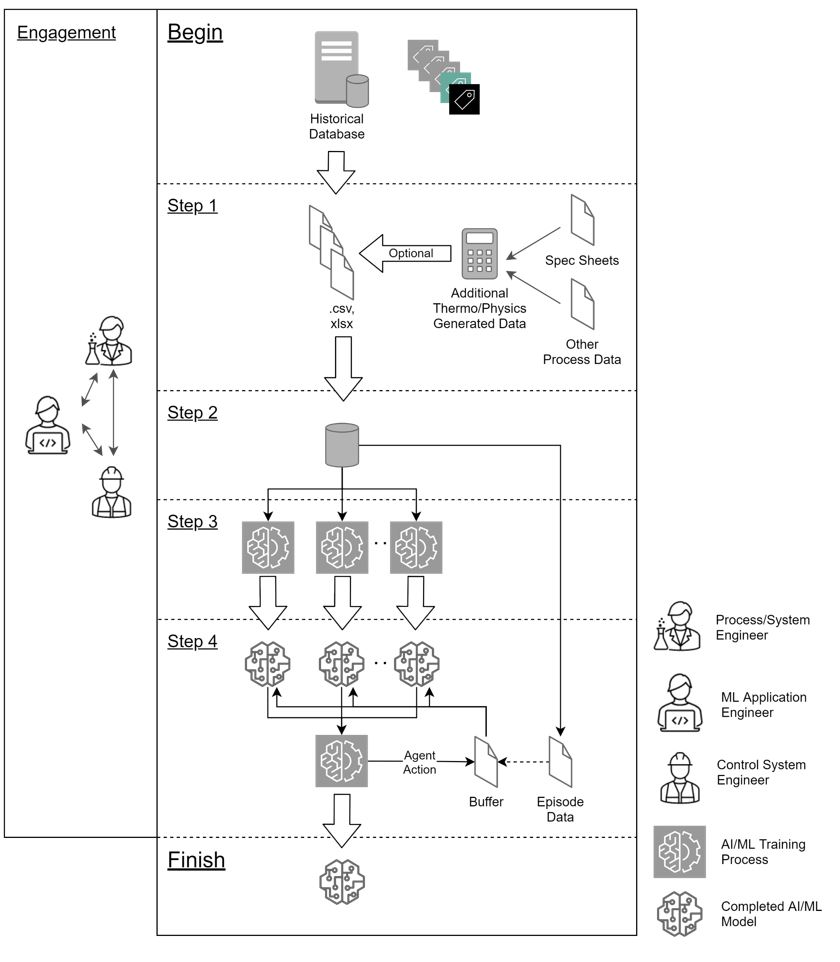 Engagement
Begin
Historical
Database
Step 1
Optional
Spec Sheets
.csv,
xlsx
Additional
Thermo/Physics
Generated Data
Other
Process Data
Step 2
Step 3
Step 4
Agent
Action
Buffer
Episode
Data
Finish
Process/System
Engineer
ML Application
Engineer
Control System
Engineer
AI/ML Training
Process
Completed AI/ML
Model